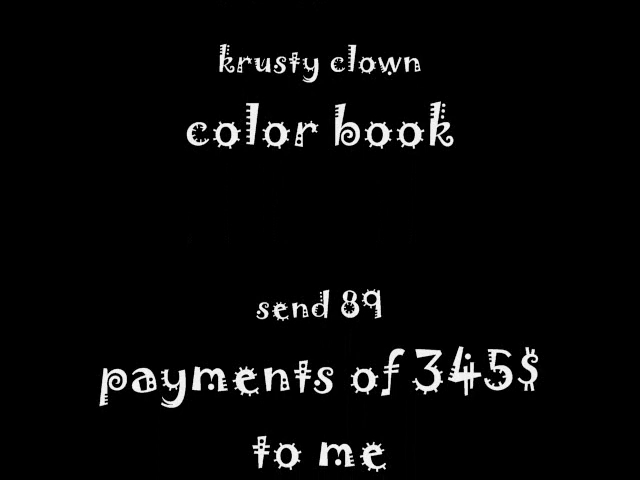 krusty clown
color book
send 89
payments of 345$
to me